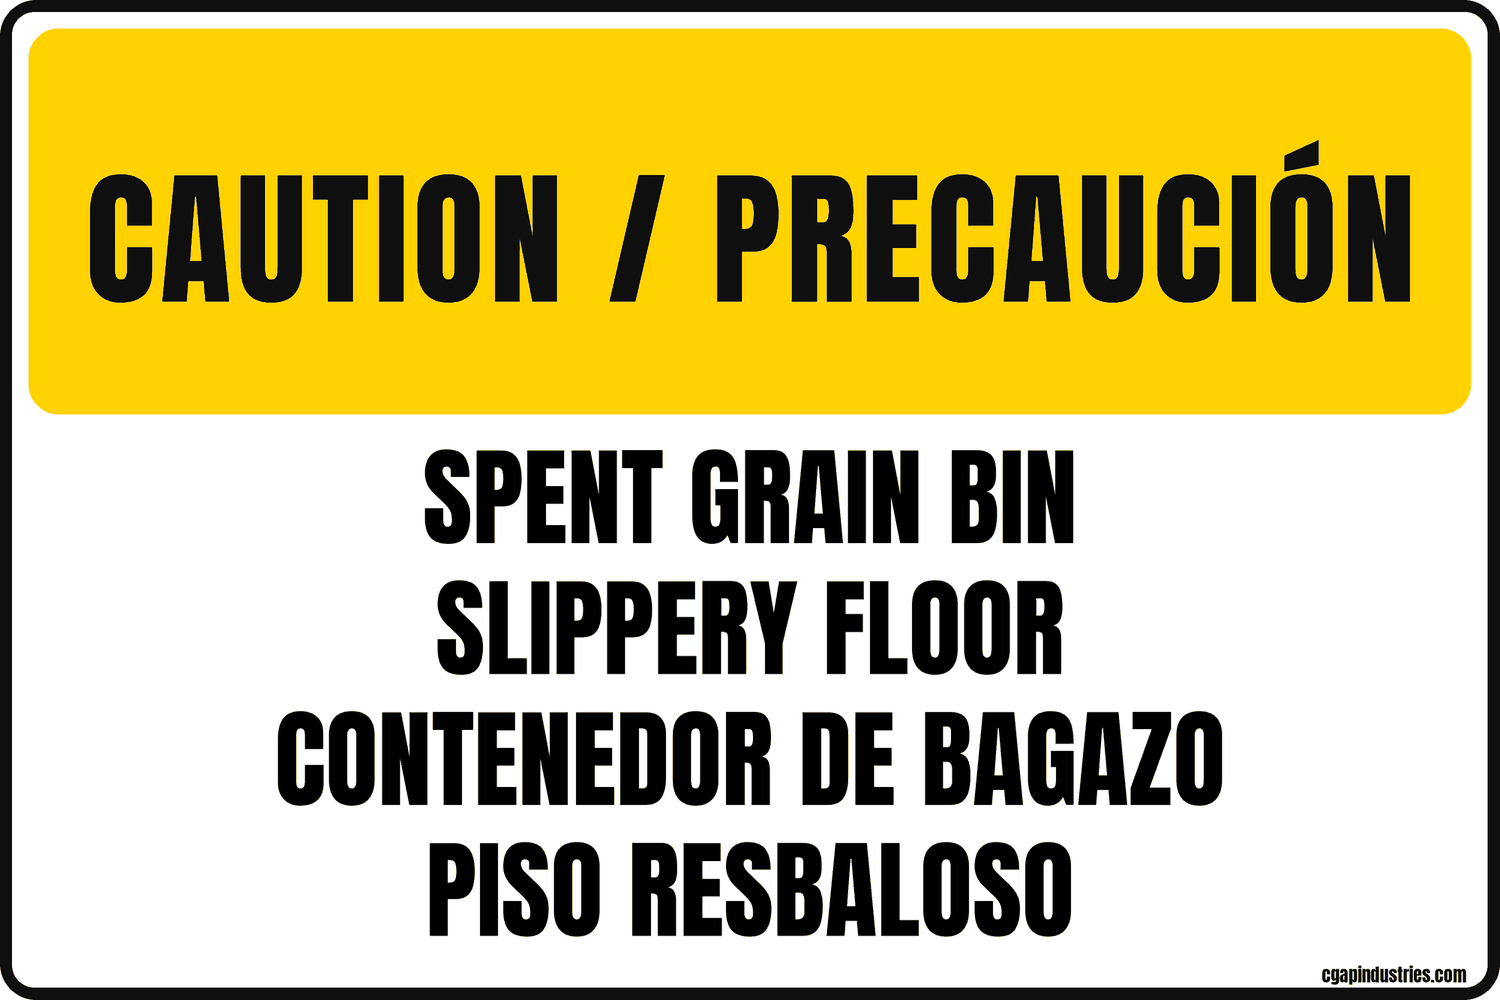 CAUTION / PRECAUCIÓN
SPENT GRAIN BIN
SLIPPERY FLOOR
CONTENEDOR DE BAGAZO
PISO RESBALOSO
cgapindustries.com